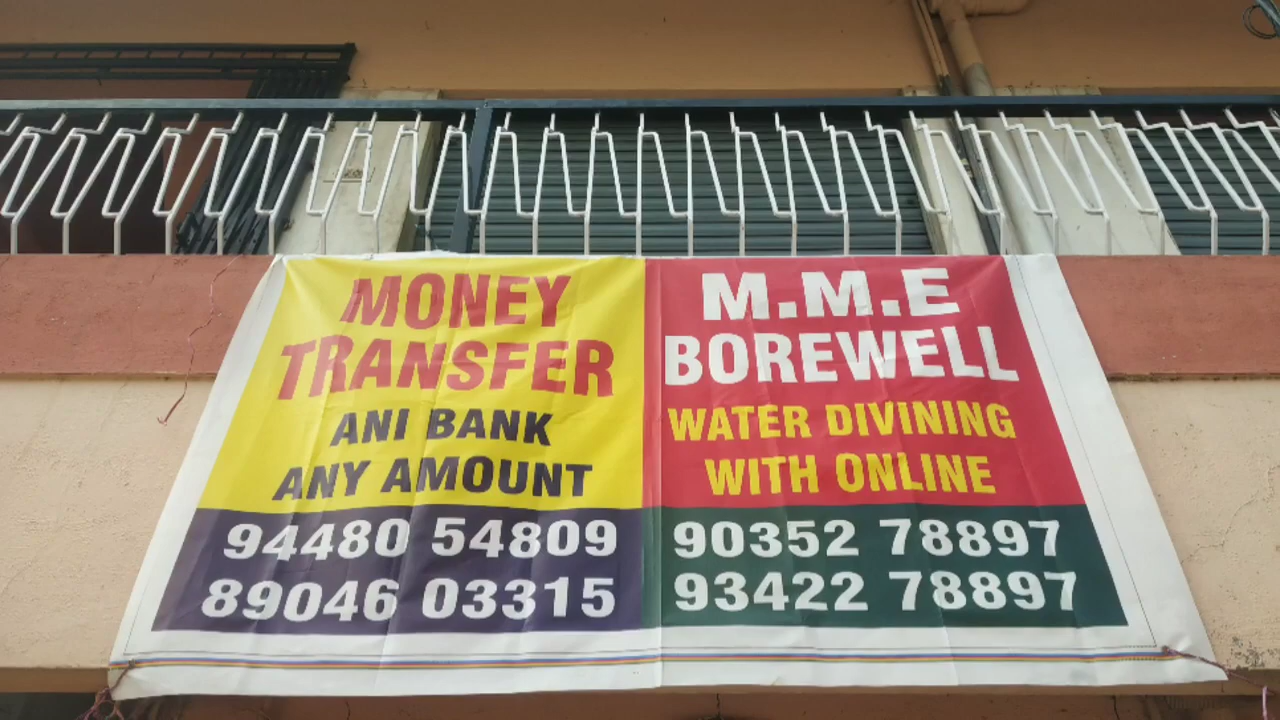 MONEY
TRANSFER
ANI BANK
ANY AMOUNT
94480 54809
89046 03315
M.M.E
BOREWELL
WATER DIVINING
WITH ONLINE
90352 78897
93422 78897